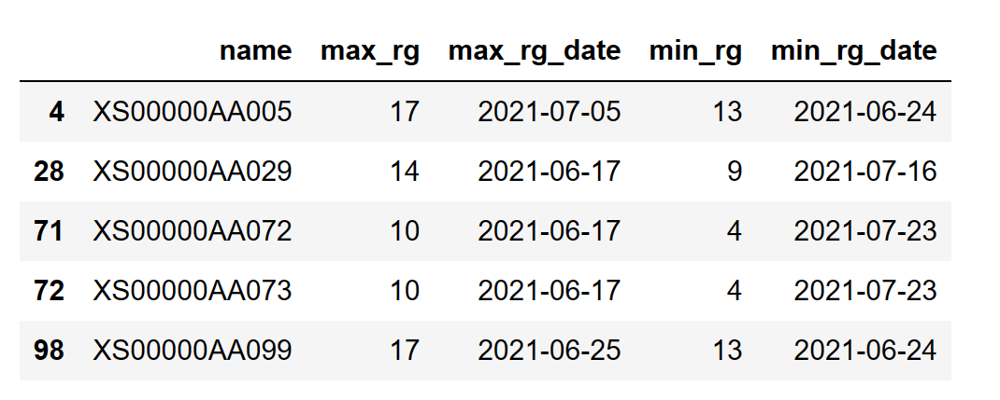 name max_rg max_rg_date min_rg min_rg_date
4 XS00000AA005 17 2021-07-05 13 2021-06-24
28 XS00000AA029 14 2021-06-17 9 2021-07-16
71 XS00000AA072 10 2021-06-17 4 2021-07-23
72 XS00000AA073 10 2021-06-17 4 2021-07-23
98 XS00000AA099 17 2021-06-25 13 2021-06-24